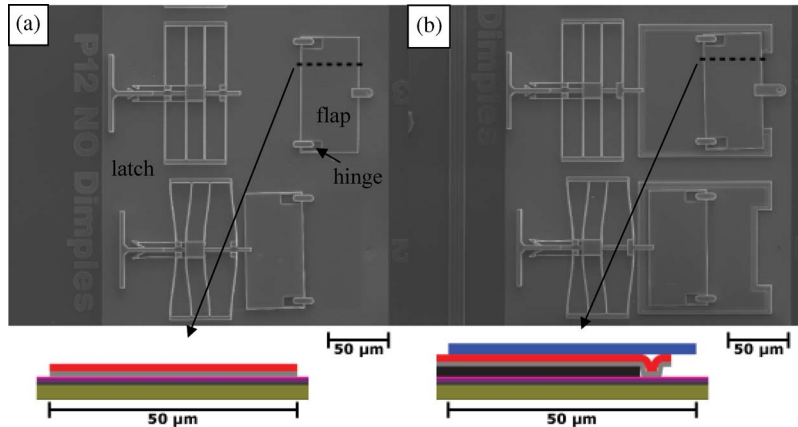 (a)
(b)
P12 NO Dimples
Dimples
flap
latch
hinge
50 µm
50 µm
50 µm
50 µm